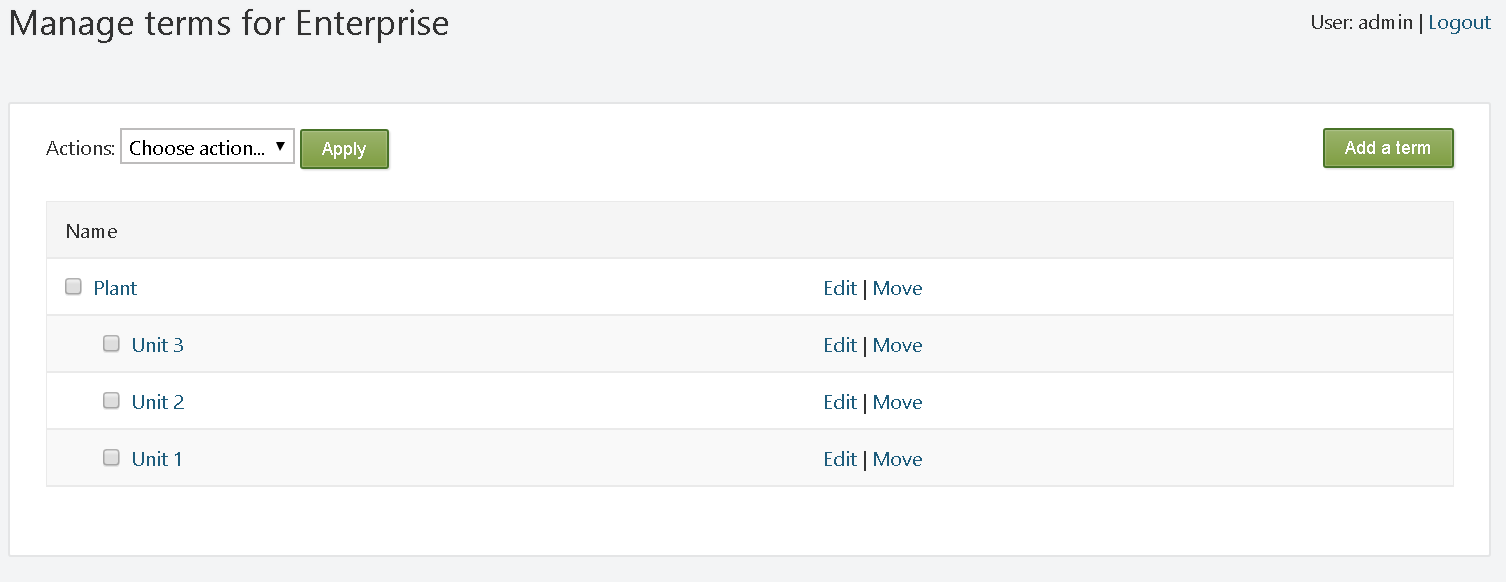 Manage terms for Enterprise
User: admin | Logout
Actions: Choose action... Apply
Add a term
Name
Plant Edit | Move
Unit 3 Edit | Move
Unit 2 Edit | Move
Unit 1 Edit | Move